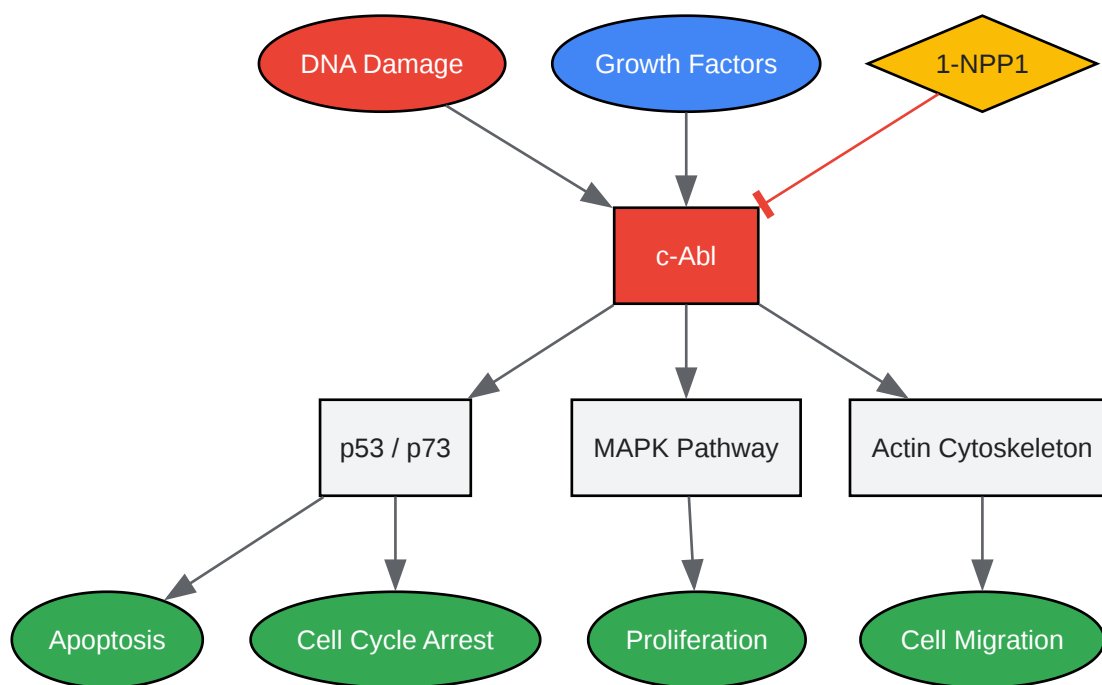 DNA Damage
Growth Factors
1-NPP1
c-Abl
p53 / p73
MAPK Pathway
Actin Cytoskeleton
Apoptosis
Cell Cycle Arrest
Proliferation
Cell Migration